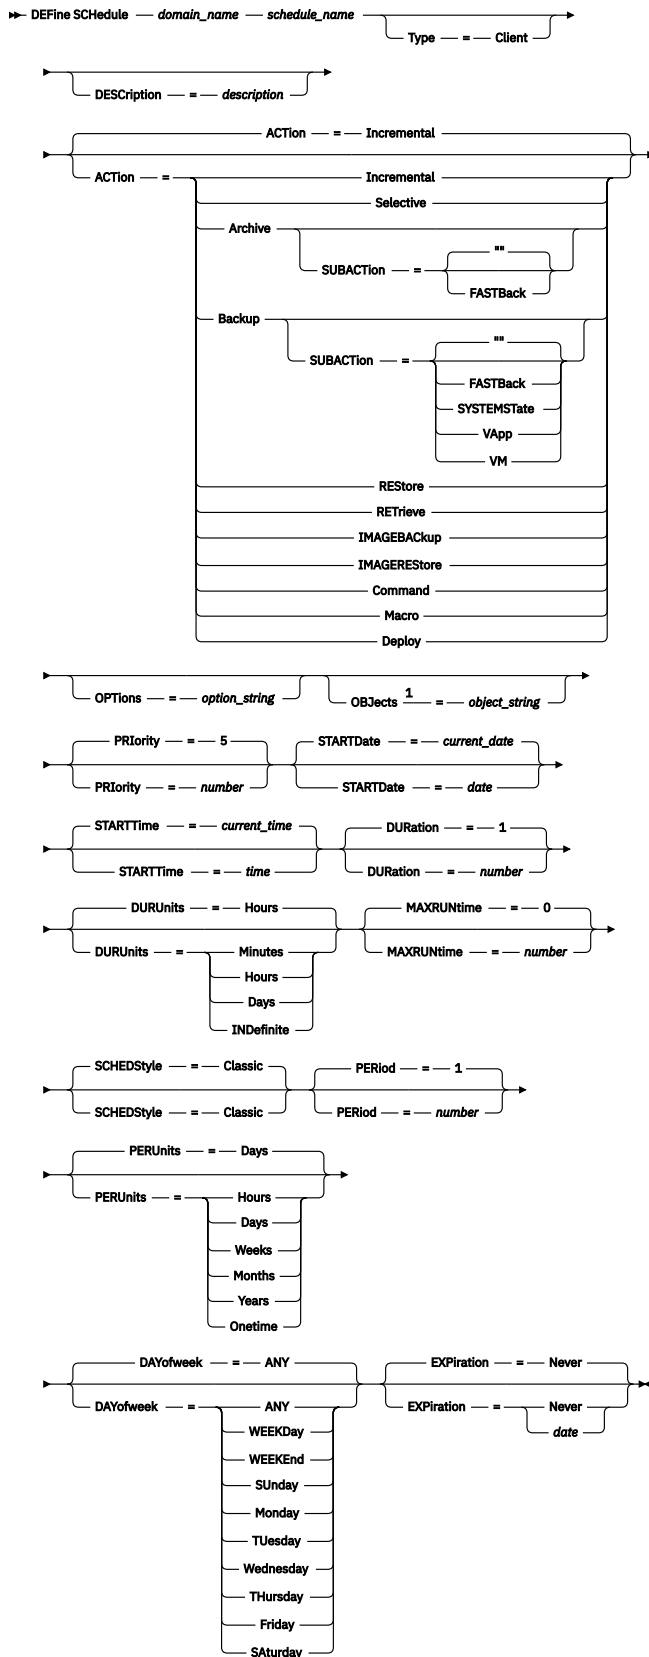 DEFine SCHedule domain_name schedule_name
Type = Client
DESCription = description
ACTion = Incremental
ACTion = Incremental
Selective
Archive
""
SUBACTion =
FASTBack
Backup
""
SUBACTion =
FASTBack
SYSTEMSTate
VApp
VM
REStore
RETrieve
IMAGEBACkup
IMAGEREStore
Command
Macro
Deploy
OPTions = option_string OBJects 1 = object_string
PRIority = 5 STARTDate = current_date
PRIority = number STARTDate = date
STARTTime = current_time DURation = 1
STARTTime = time DURation = number
DURUnits = Hours MAXRUNtime = 0
DURUnits = Minutes MAXRUNtime = number
Hours
Days
INDefinite
SCHEDStyle = Classic PERiod = 1
SCHEDStyle = Classic PERiod = number
PERUnits = Days
PERUnits = Hours
Days
Weeks
Months
Years
Onetime
DAYofweek = ANY EXPiration = Never
DAYofweek = ANY EXPiration = Never
WEEKDay date
WEEKEnd
SUnday
Monday
TUesday
Wednesday
THursday
Friday
SAturday